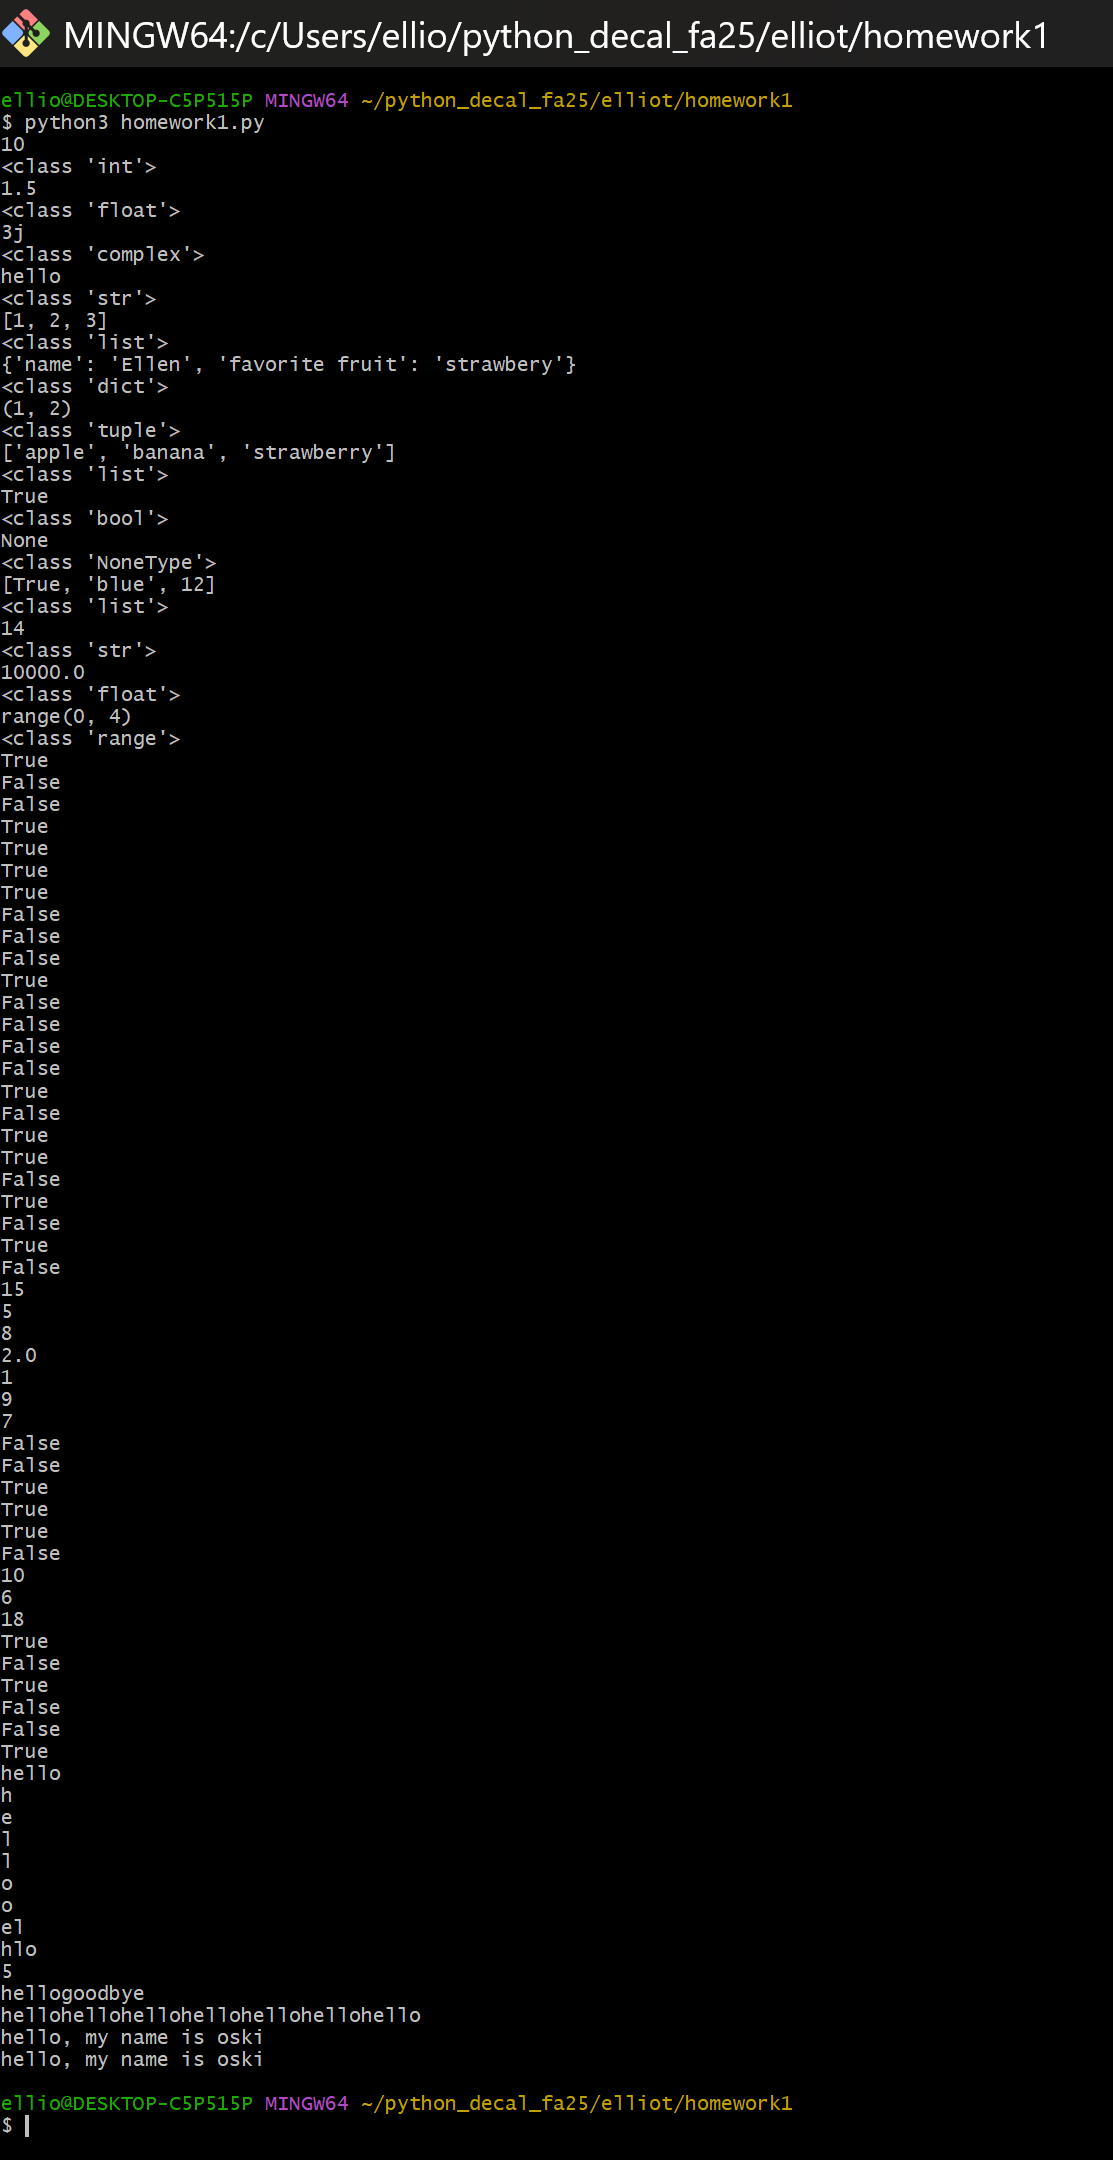 MINGW64:/c/Users/ellio/python_decal_fa25/elliot/homework1
ellio@DESKTOP-C5P515P MINGW64 ~/python_decal_fa25/elliot/homework1
$ python3 homework1.py
10
<class 'int'>
1.5
<class 'float'>
3j
<class 'complex'>
hello
<class 'str'>
[1, 2, 3]
<class 'list'>
{'name': 'Ellen', 'favorite fruit': 'strawbery'}
<class 'dict'>
(1, 2)
<class 'tuple'>
['apple', 'banana', 'strawberry']
<class 'list'>
True
<class 'bool'>
None
<class 'NoneType'>
[True, 'blue', 12]
<class 'list'>
14
<class 'str'>
10000.0
<class 'float'>
range(0, 4)
<class 'range'>
True
False
False
True
True
True
True
False
False
False
True
False
False
False
False
True
False
True
True
False
True
False
True
False
15
5
8
2.0
1
9
7
False
False
True
True
True
False
10
6
18
True
False
True
False
False
True
hello
h
e
l
l
o
o
el
hlo
5
hellogoodbye
hellohellohellohellohellohellohello
hello, my name is oski
hello, my name is oski
ellio@DESKTOP-C5P515P MINGW64 ~/python_decal_fa25/elliot/homework1
$